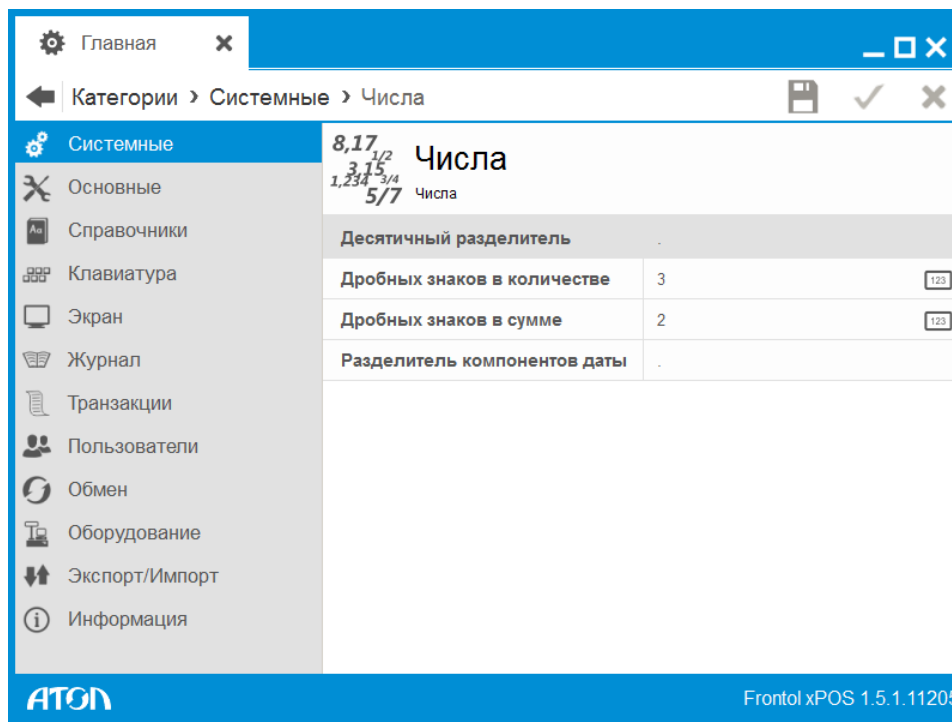 Главная
Категории › Системные › Числа
Системные
Основные
Справочники
Клавиатура
Экран
Журнал
Транзакции
Пользователи
Обмен
Оборудование
Экспорт/Импорт
Информация
8,17
1/2
3,15
1,234 3/4
5/7
Числа
Числа
Десятичный разделитель .
Дробных знаков в количестве 3 123
Дробных знаков в сумме 2 123
Разделитель компонентов даты .
ATOL
Frontol xPOS 1.5.1.11205